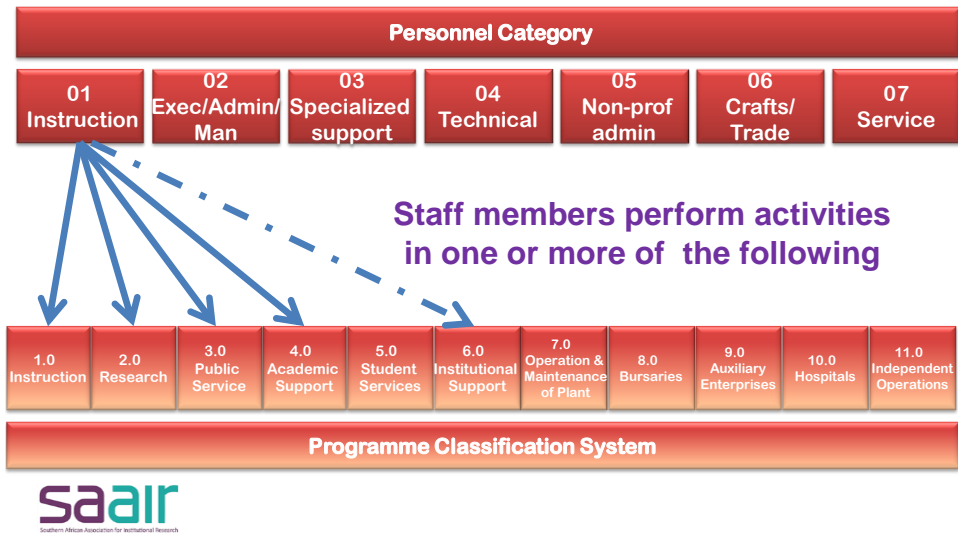 Personnel Category
01
Instruction
02
Exec/Admin/
Man
03
Specialized
support
04
Technical
05
Non-prof
admin
06
Crafts/
Trade
07
Service
Staff members perform activities
in one or more of the following
1.0
Instruction
2.0
Research
3.0
Public
Service
4.0
Academic
Support
5.0
Student
Services
6.0
Institutional
Support
7.0
Operation &
Maintenance
of Plant
8.0
Bursaries
9.0
Auxiliary
Enterprises
10.0
Hospitals
11.0
Independent
Operations
Programme Classification System
saair
Southern African Association for Institutional Research